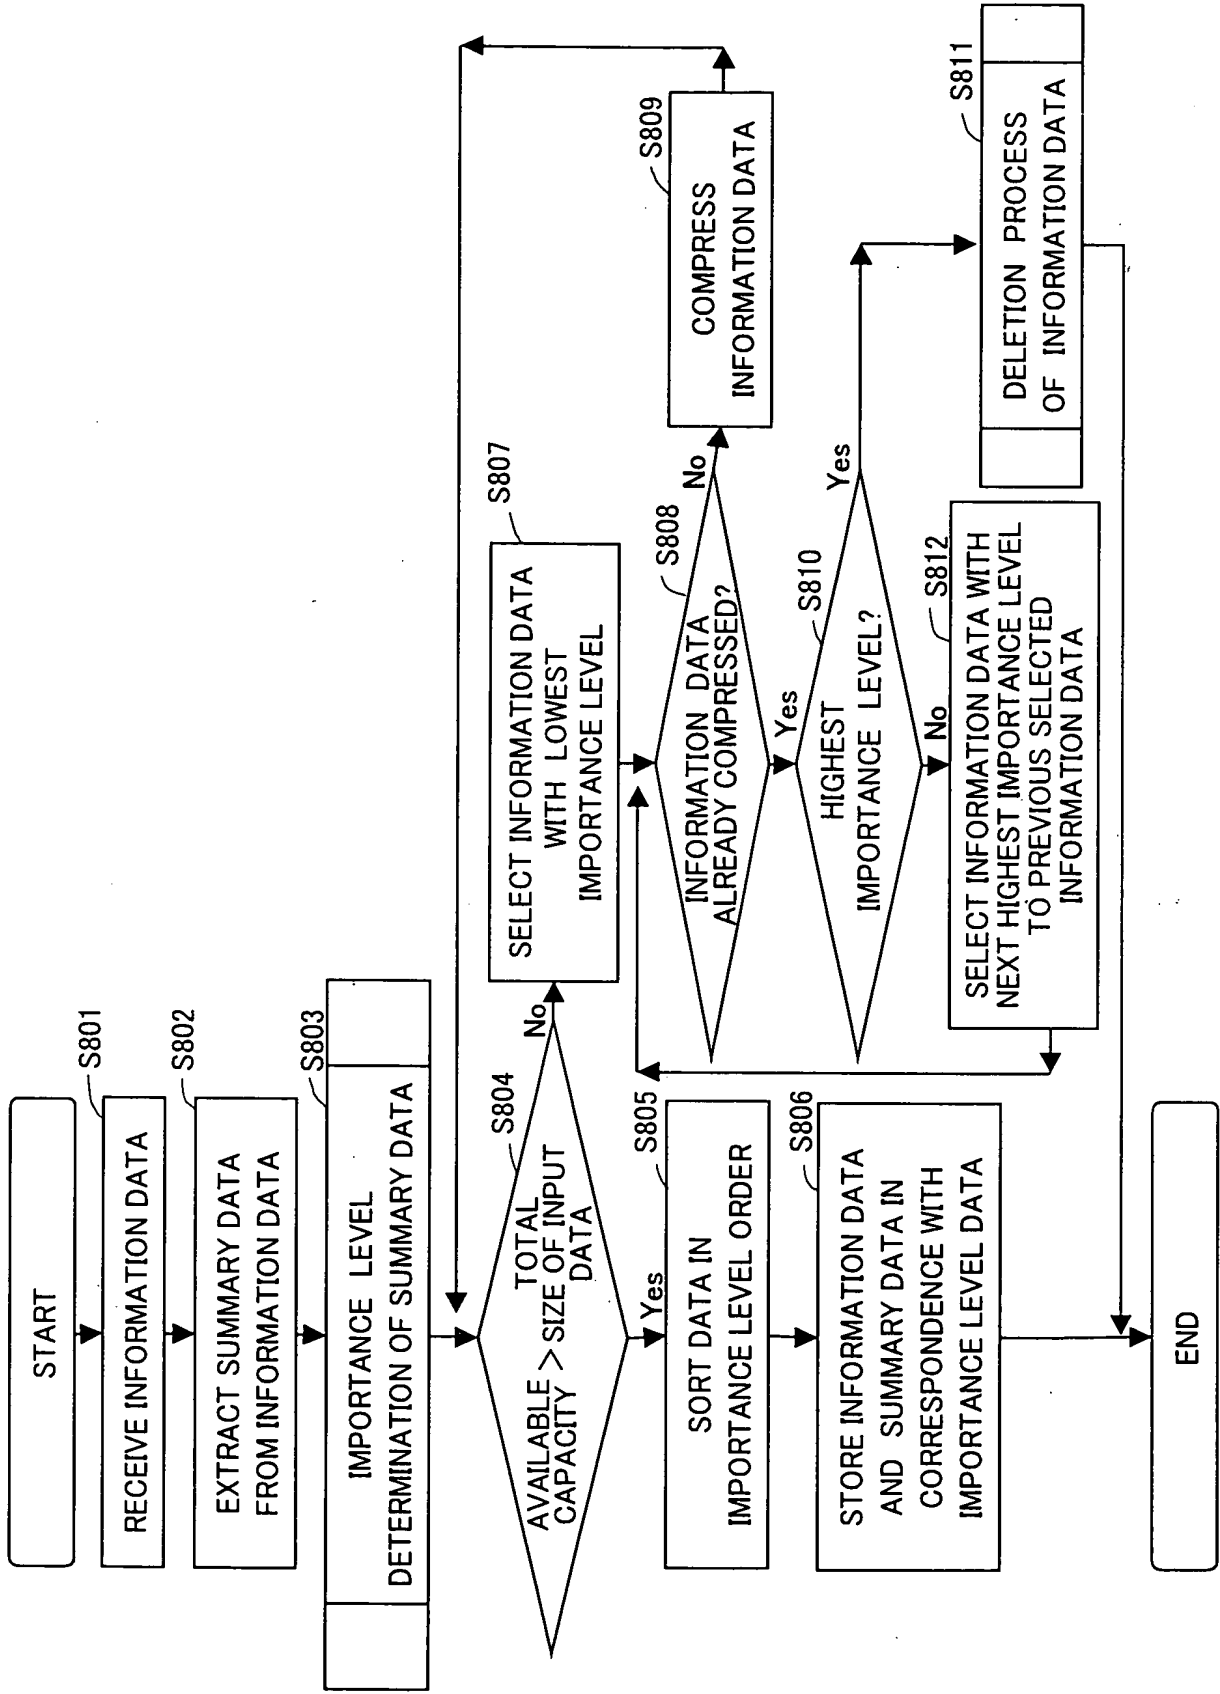 START
S801
RECEIVE INFORMATION DATA
S802
EXTRACT SUMMARY DATA
FROM INFORMATION DATA
S803
IMPORTANCE LEVEL
DETERMINATION OF SUMMARY DATA
S804
TOTAL
AVAILABLE > SIZE OF INPUT
CAPACITY DATA
No
Yes
S805
SORT DATA IN
IMPORTANCE LEVEL ORDER
S806
STORE INFORMATION DATA
AND SUMMARY DATA IN
CORRESPONDENCE WITH
IMPORTANCE LEVEL DATA
END
S807
SELECT INFORMATION DATA
WITH LOWEST
IMPORTANCE LEVEL
S808
INFORMATION DATA
ALREADY COMPRESSED?
No
Yes
S809
COMPRESS
INFORMATION DATA
S810
HIGHEST
IMPORTANCE LEVEL?
Yes
No
S811
DELETION PROCESS
OF INFORMATION DATA
S812
SELECT INFORMATION DATA WITH
NEXT HIGHEST IMPORTANCE LEVEL
TO PREVIOUS SELECTED
INFORMATION DATA